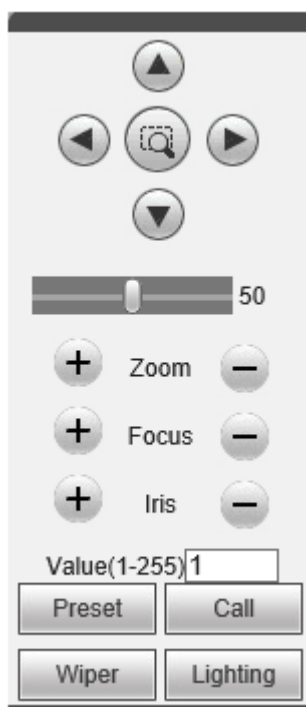 50
+ Zoom −
+ Focus −
+ Iris −
Value(1-255) 1
Preset Call
Wiper Lighting